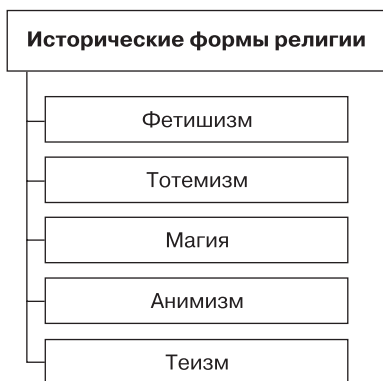 Исторические формы религии
Фетишизм
Тотемизм
Магия
Анимизм
Теизм